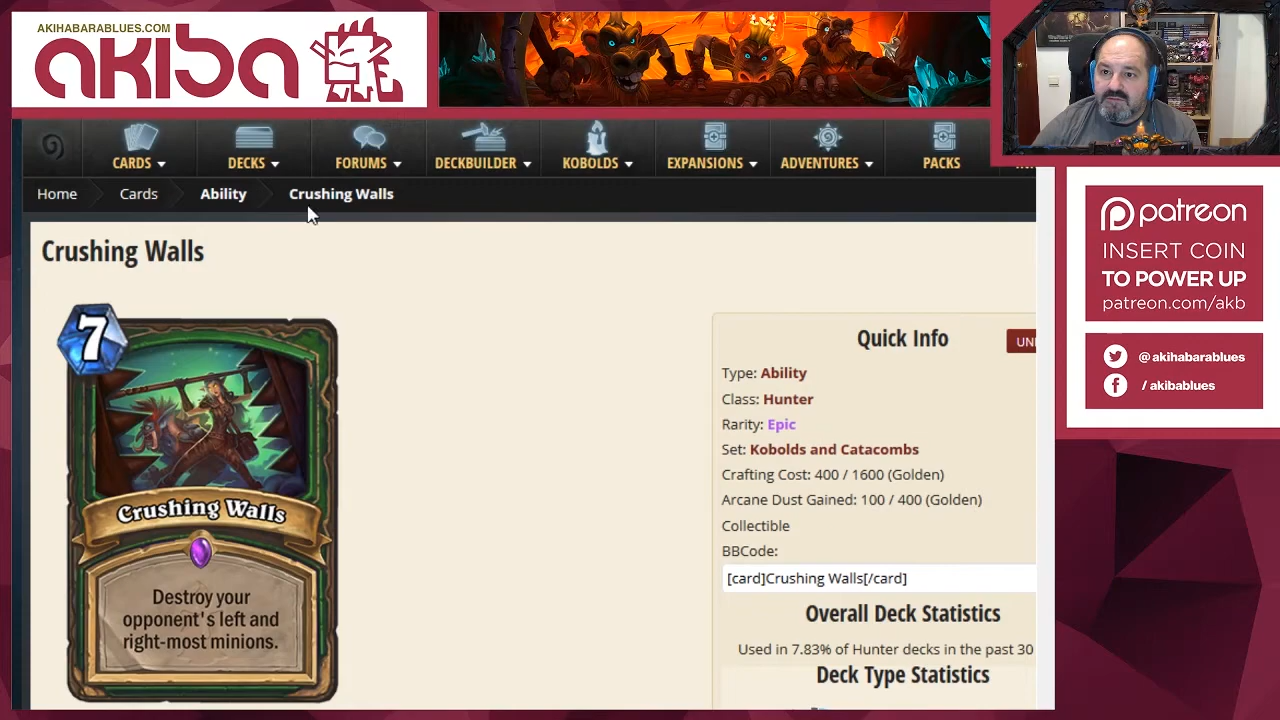 AKIHABARABLUES.COM
akiba
CARDS
DECKS
FORUMS
DECKBUILDER
KOBOLDS
EXPANSIONS
ADVENTURES
PACKS
Home
Cards
Ability
Crushing Walls
Crushing Walls
7
Crushing Walls
Destroy your
opponent's left and
right-most minions.
Quick Info
UN
Type: Ability
Class: Hunter
Rarity: Epic
Set: Kobolds and Catacombs
Crafting Cost: 400 / 1600 (Golden)
Arcane Dust Gained: 100 / 400 (Golden)
Collectible
BBCode:
[card]Crushing Walls[/card]
Overall Deck Statistics
Used in 7.83% of Hunter decks in the past 30
Deck Type Statistics
patreon
INSERT COIN
TO POWER UP
patreon.com/akb
@ akihabarablues
/ akibablues